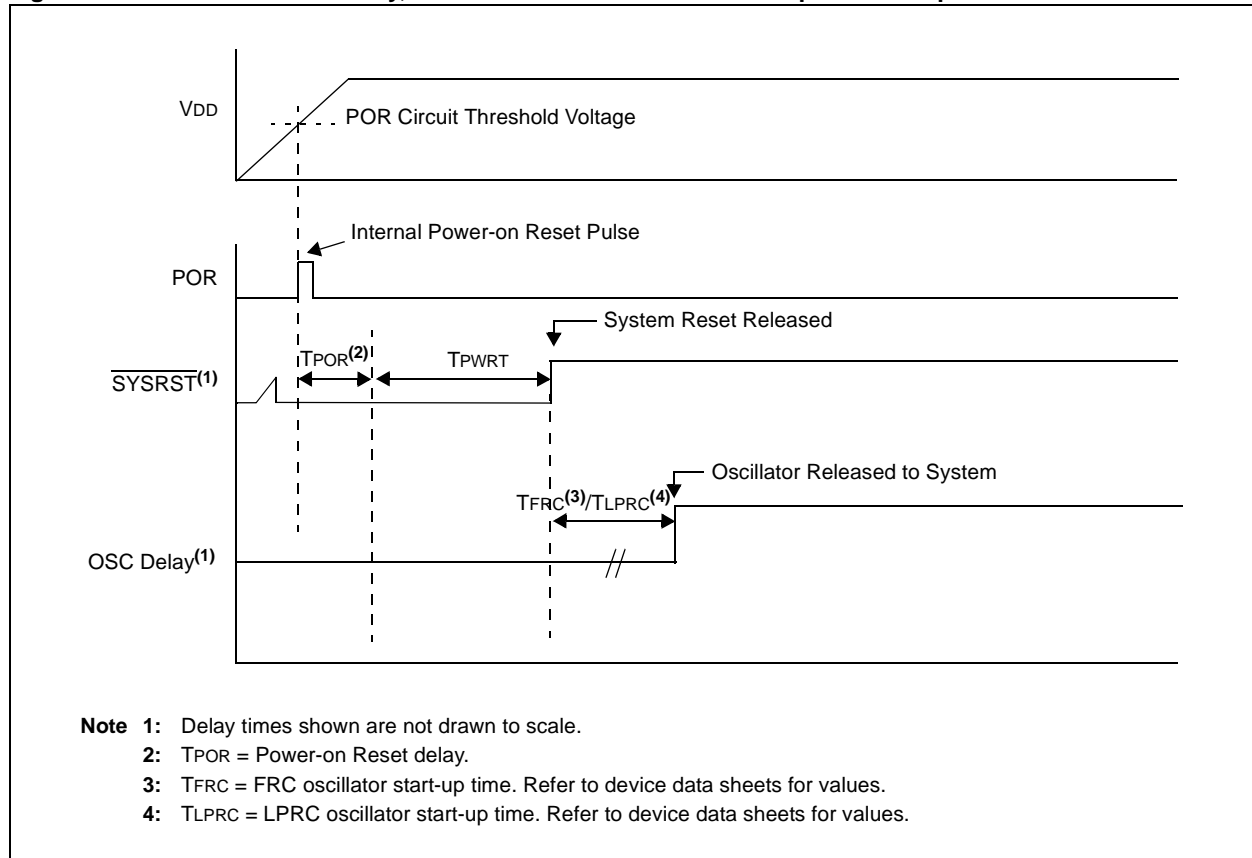 VDD
POR Circuit Threshold Voltage
Internal Power-on Reset Pulse
POR
System Reset Released
TPOR(2)
TPWRT
SYSRST(1)
Oscillator Released to System
TFRC(3)/TLPRC(4)
OSC Delay(1)
Note 1: Delay times shown are not drawn to scale.
2: TPOR = Power-on Reset delay.
3: TFRC = FRC oscillator start-up time. Refer to device data sheets for values.
4: TLPRC = LPRC oscillator start-up time. Refer to device data sheets for values.